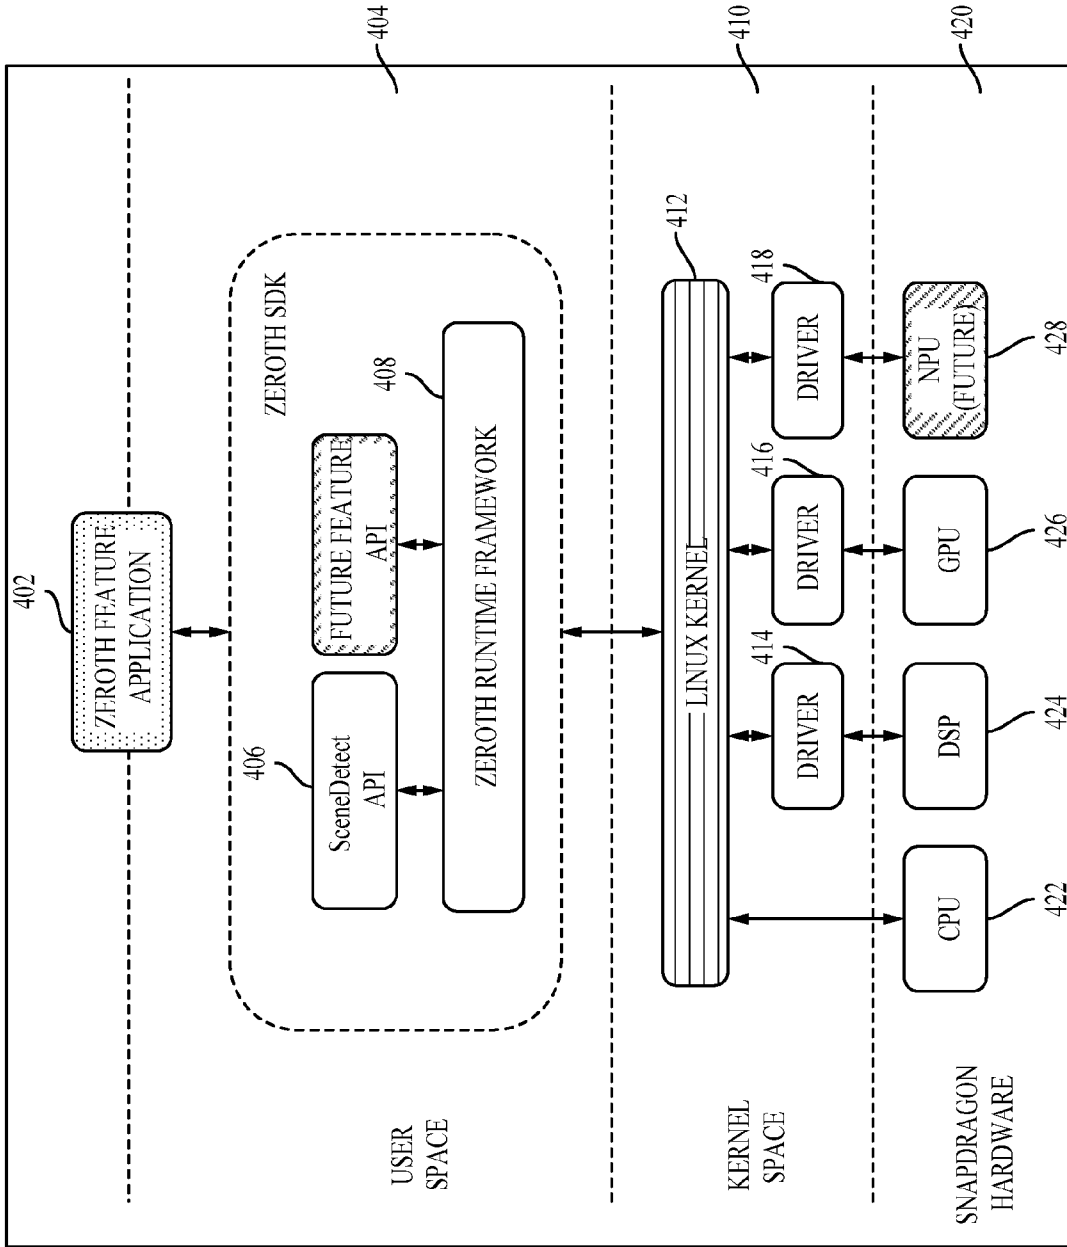 402
ZEROTH FEATURE
APPLICATION
404
USER
SPACE
ZEROTH SDK
406
SceneDetect
API
FUTURE FEATURE
API
408
ZEROTH RUNTIME FRAMEWORK
410
KERNEL
SPACE
412
LINUX KERNEL
414
DRIVER
416
DRIVER
418
DRIVER
420
SNAPDRAGON
HARDWARE
CPU
422
DSP
424
GPU
426
NPU
(FUTURE)
428